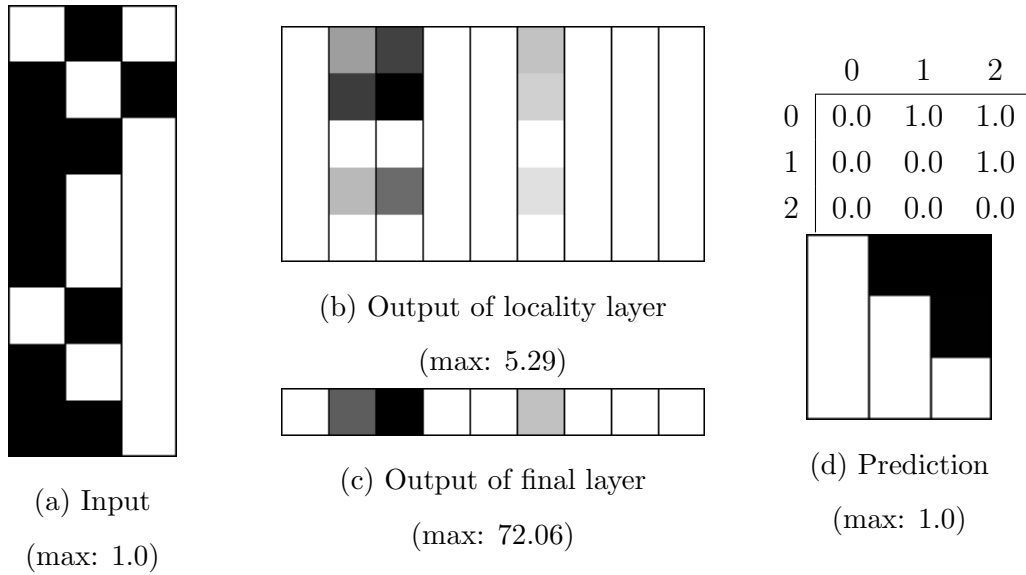 (a) Input
(max: 1.0)
(b) Output of locality layer
(max: 5.29)
(c) Output of final layer
(max: 72.06)
0 1 2
0 0.0 1.0 1.0
1 0.0 0.0 1.0
2 0.0 0.0 0.0
(d) Prediction
(max: 1.0)